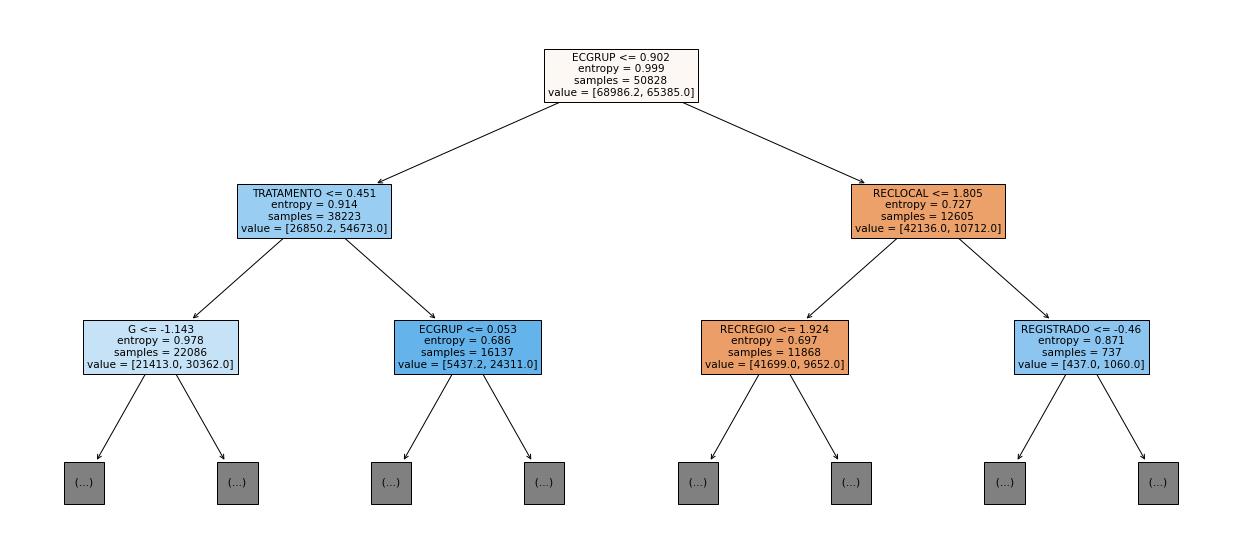 ECGRUP <= 0.902
entropy = 0.999
samples = 50828
value = [68986.2, 65385.0]
TRATAMENTO <= 0.451
entropy = 0.914
samples = 38223
value = [26850.2, 54673.0]
RECLOCAL <= 1.805
entropy = 0.727
samples = 12605
value = [42136.0, 10712.0]
G <= -1.143
entropy = 0.978
samples = 22086
value = [21413.0, 30362.0]
ECGRUP <= 0.053
entropy = 0.686
samples = 16137
value = [5437.2, 24311.0]
RECREGIO <= 1.924
entropy = 0.697
samples = 11868
value = [41699.0, 9652.0]
REGISTRADO <= -0.46
entropy = 0.871
samples = 737
value = [437.0, 1060.0]
(...)
(...)
(...)
(...)
(...)
(...)
(...)
(...)